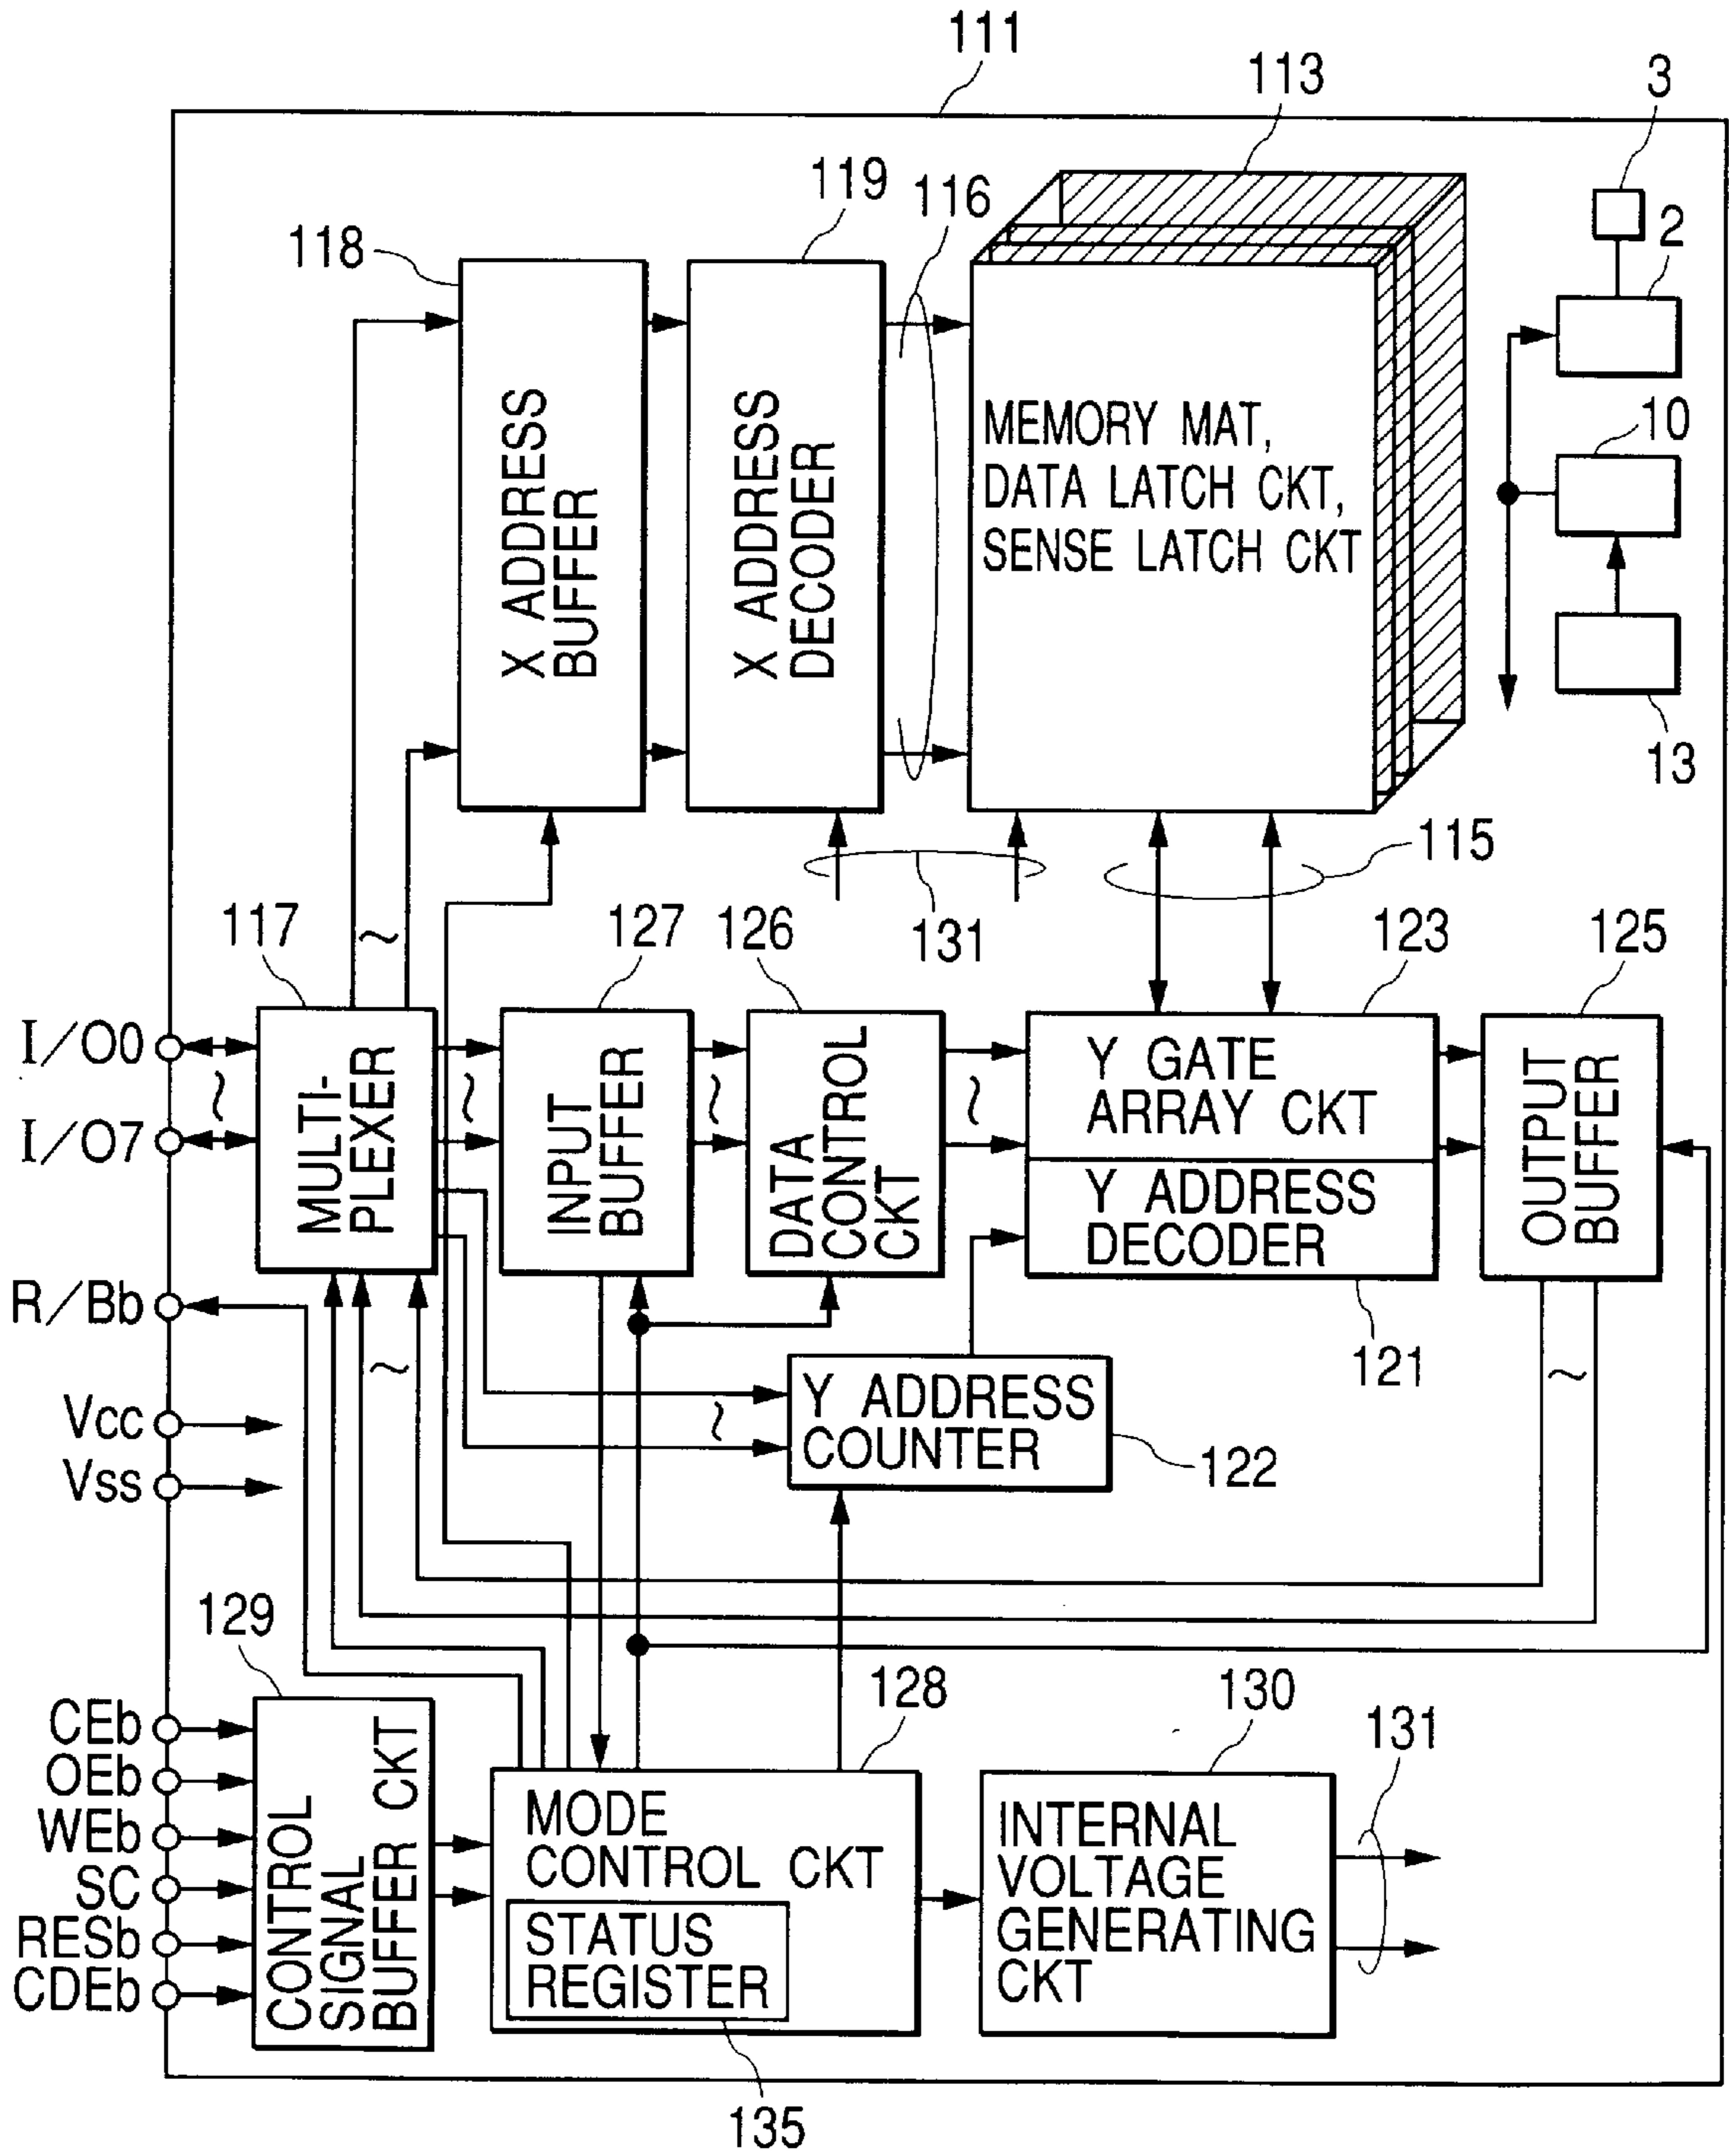 111
113
3
119
116
118
2
X ADDRESS
BUFFER
X ADDRESS
DECODER
MEMORY MAT,
DATA LATCH CKT,
SENSE LATCH CKT
10
13
115
131
117
127
126
123
125
I/O0
I/O7
MULTI-
PLEXER
INPUT
BUFFER
DATA
CONTROL
CKT
Y GATE
ARRAY CKT
Y ADDRESS
DECODER
OUTPUT
BUFFER
R/Bb
121
Vcc
Y ADDRESS
COUNTER
122
Vss
129
128
130
131
CEb
OEb
WEb
SC
RESb
CDEb
CONTROL
SIGNAL
BUFFER CKT
MODE
CONTROL CKT
STATUS
REGISTER
INTERNAL
VOLTAGE
GENERATING
CKT
135